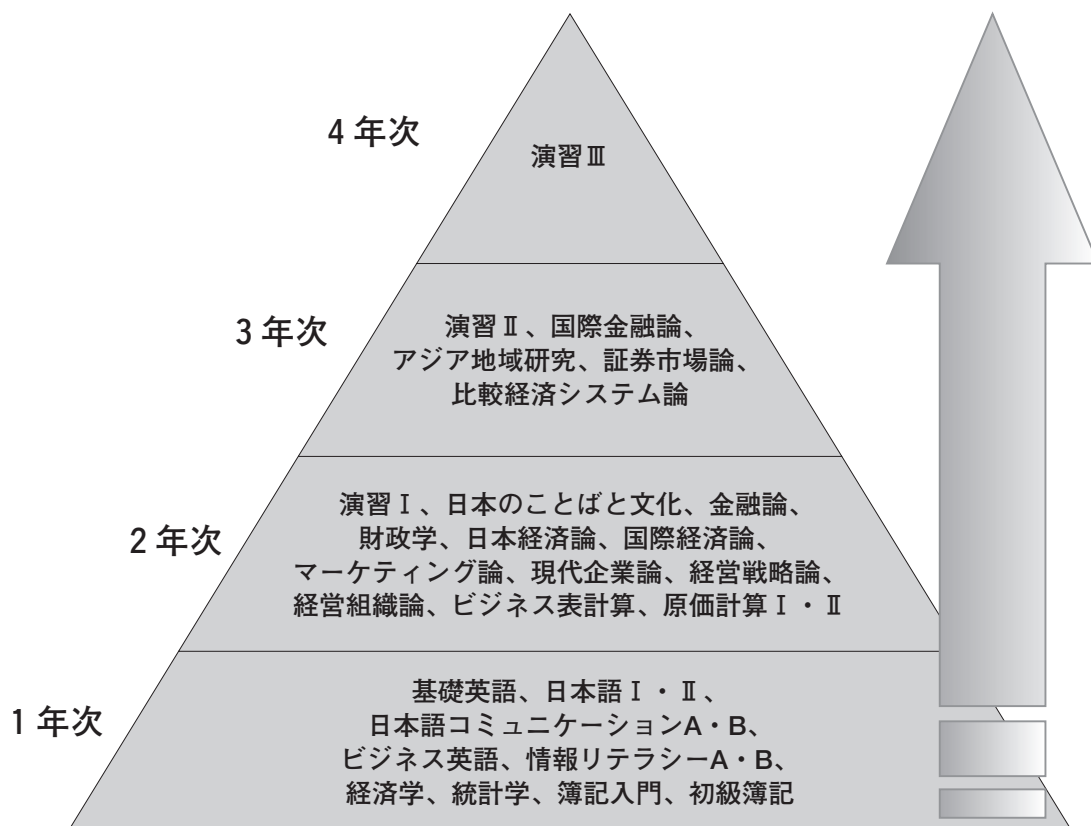 4年次
演習Ⅲ
3年次
演習Ⅱ、国際金融論、
アジア地域研究、証券市場論、
比較経済システム論
2年次
演習Ⅰ、日本のことばと文化、金融論、
財政学、日本経済論、国際経済論、
マーケティング論、現代企業論、経営戦略論、
経営組織論、ビジネス表計算、原価計算Ⅰ・Ⅱ
1年次
基礎英語、日本語Ⅰ・Ⅱ、
日本語コミュニケーションA・B、
ビジネス英語、情報リテラシーA・B、
経済学、統計学、簿記入門、初級簿記